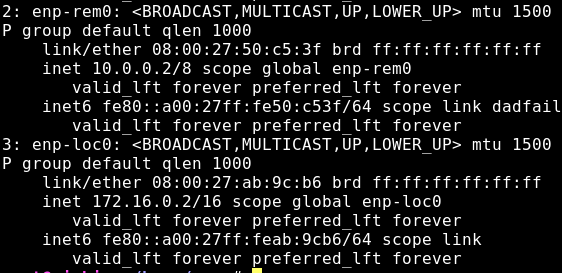 2: enp-rem0: <BROADCAST,MULTICAST,UP,LOWER_UP> mtu 1500
P group default qlen 1000
link/ether 08:00:27:50:c5:3f brd ff:ff:ff:ff:ff:ff
inet 10.0.0.2/8 scope global enp-rem0
valid_lft forever preferred_lft forever
inet6 fe80::a00:27ff:fe50:c53f/64 scope link dadfail
valid_lft forever preferred_lft forever
3: enp-loc0: <BROADCAST,MULTICAST,UP,LOWER_UP> mtu 1500
P group default qlen 1000
link/ether 08:00:27:ab:9c:b6 brd ff:ff:ff:ff:ff:ff
inet 172.16.0.2/16 scope global enp-loc0
valid_lft forever preferred_lft forever
inet6 fe80::a00:27ff:feab:9cb6/64 scope link
valid_lft forever preferred_lft forever